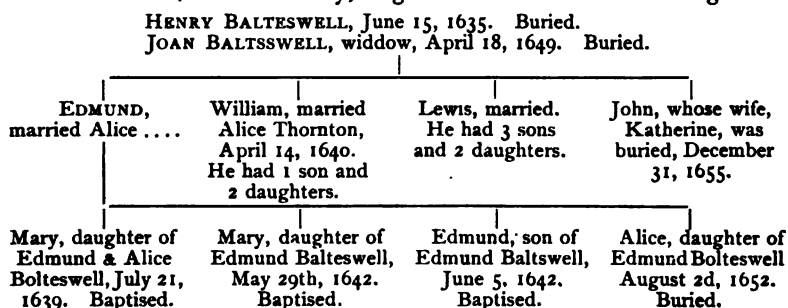 HENRY BALTESWELL, June 15, 1635. Buried.
JOAN BALTSSWELL, widdow, April 18, 1649. Buried.
EDMUND,
married Alice ....
William, married
Alice Thornton,
April 14, 1640.
He had 1 son and
2 daughters.
Lewis, married.
He had 3 sons
and 2 daughters.
John, whose wife,
Katherine, was
buried, December
31, 1655.
Mary, daughter of
Edmund & Alice
Bolteswell, July 21,
1639. Baptised.
Mary, daughter of
Edmund Balteswell,
May 29th, 1642.
Baptised.
Edmund, son of
Edmund Baltswell,
June 5, 1642.
Baptised.
Alice, daughter of
Edmund Bolteswell
August 2d, 1652.
Buried.